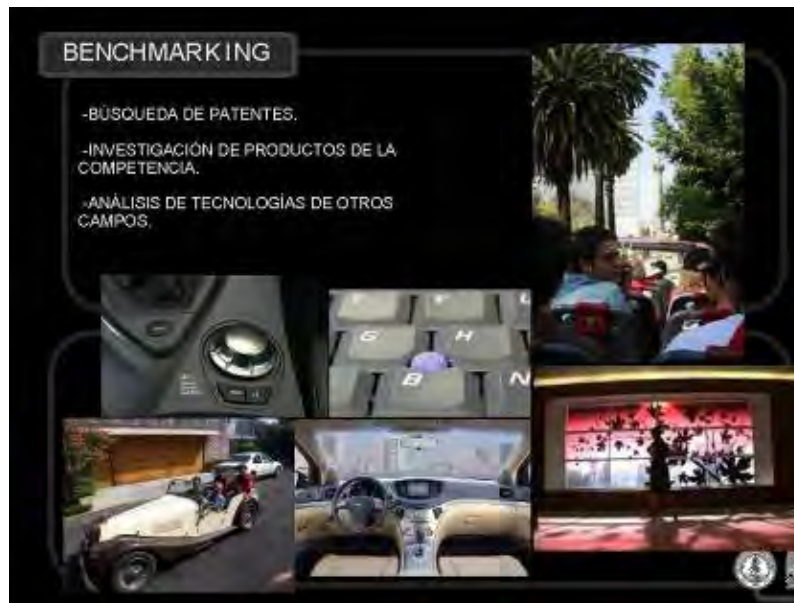 BENCHMARKING
-BÚSQUEDA DE PATENTES.
-INVESTIGACIÓN DE PRODUCTOS DE LA
COMPETENCIA.
-ANÁLISIS DE TECNOLOGÍAS DE OTROS
CAMPOS.
G H
B N